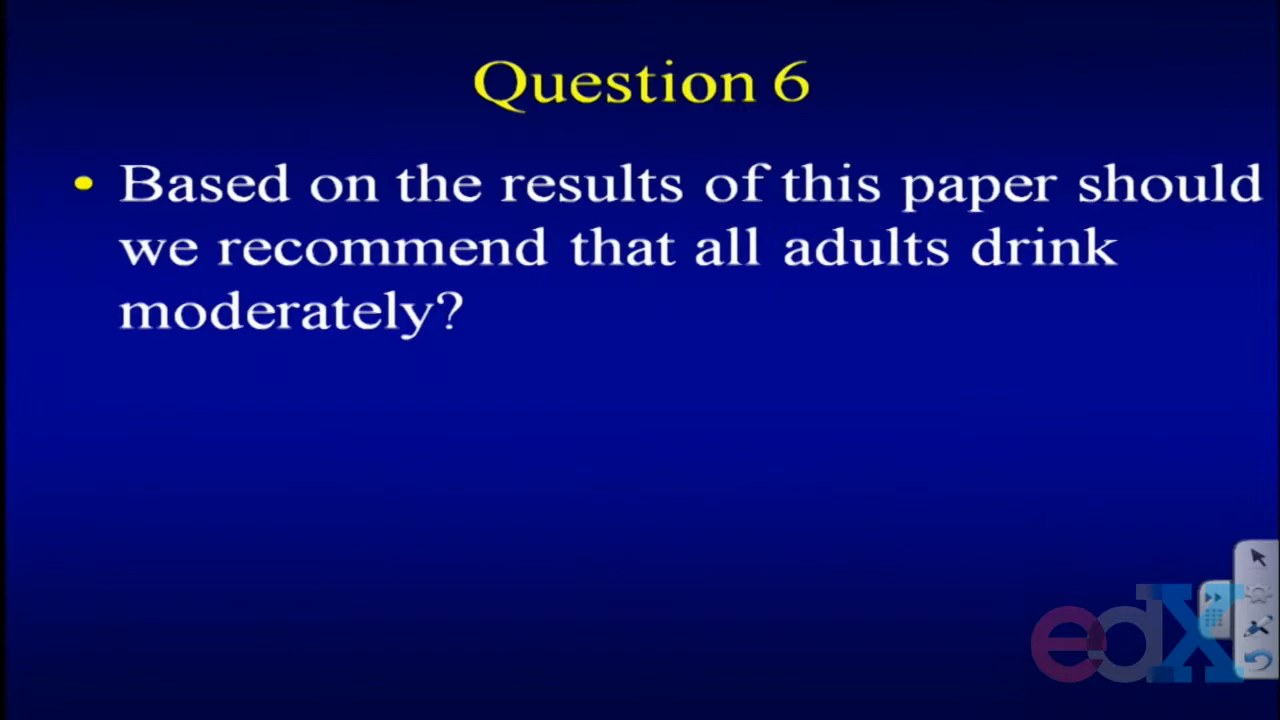 Question 6
• Based on the results of this paper should
we recommend that all adults drink
moderately?
edX